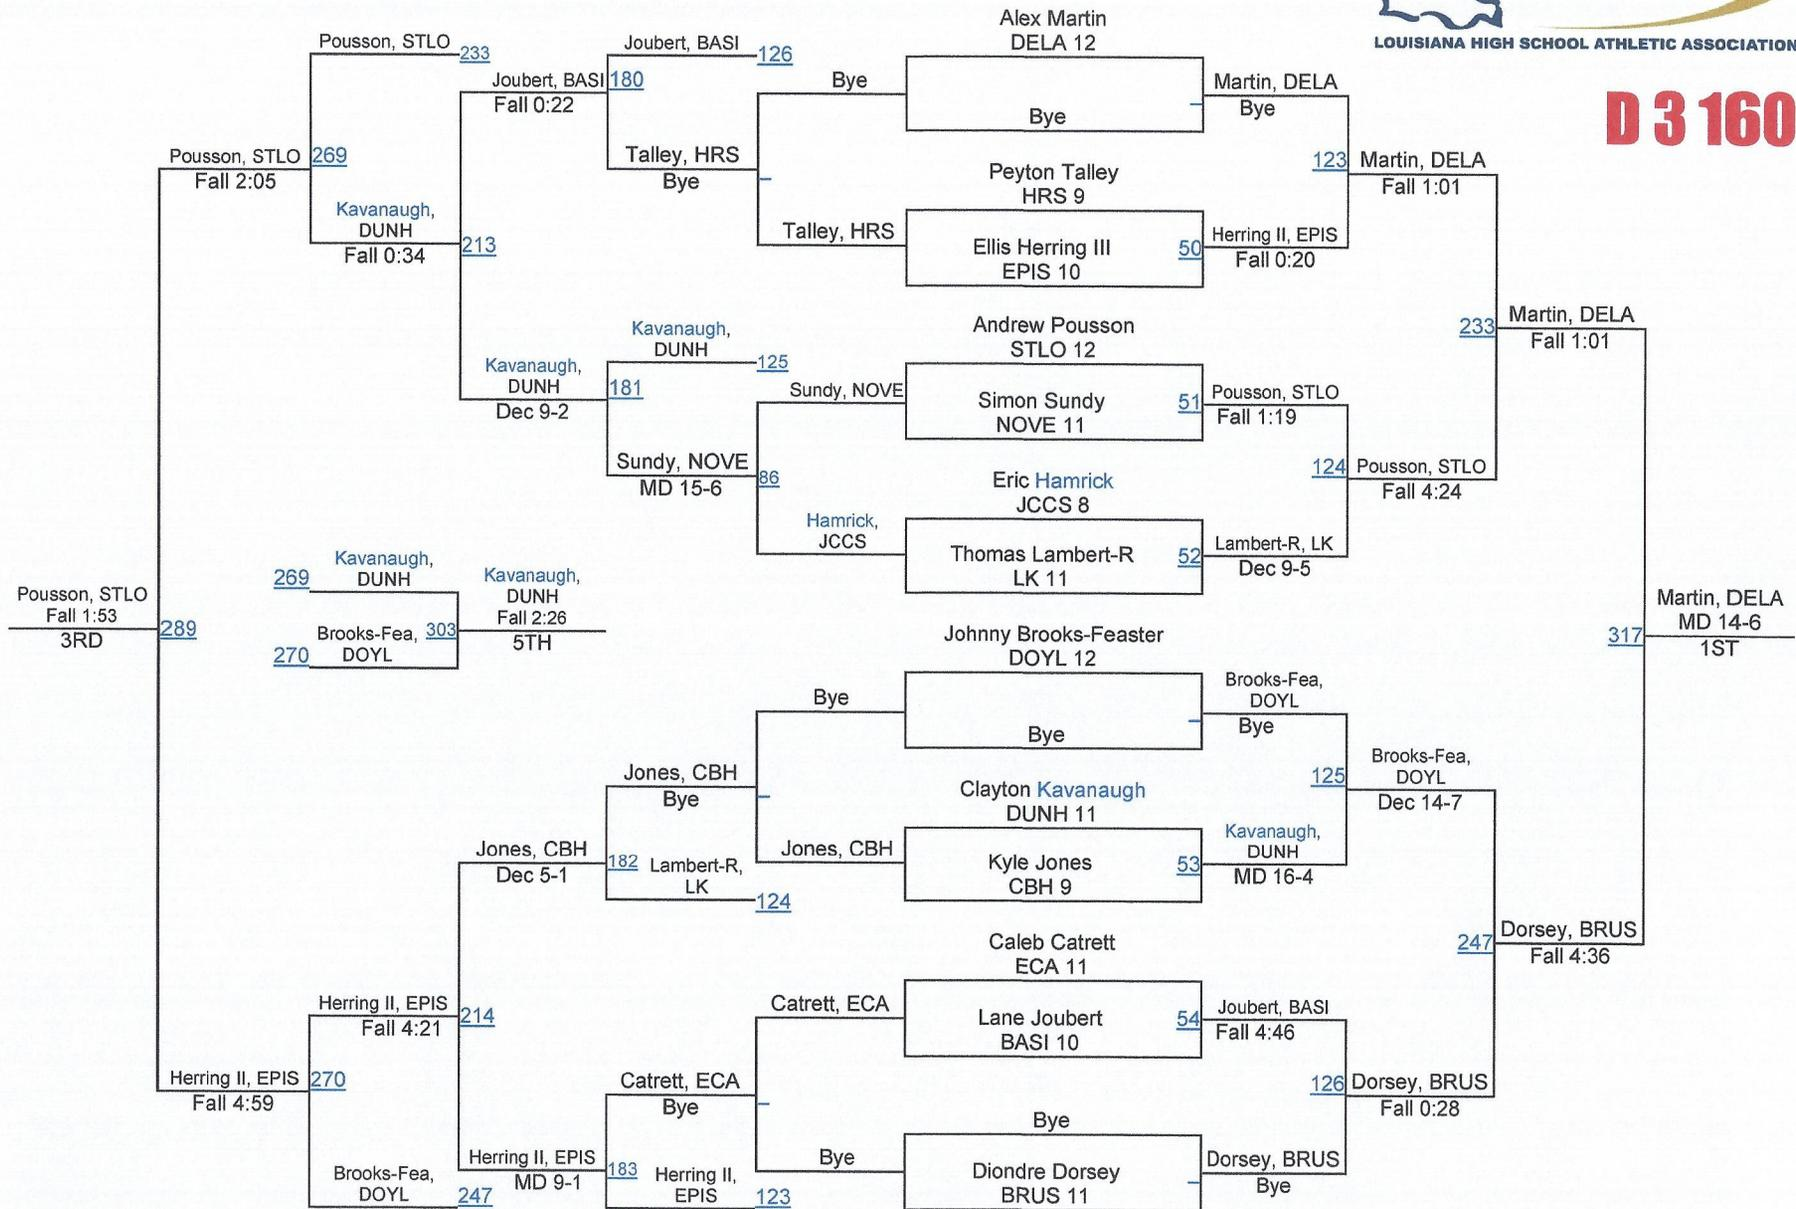 LOUISIANA HIGH SCHOOL ATHLETIC ASSOCIATION
D 3 160
Pousson, STLO
233
Joubert, BASI
126
Joubert, BASI
180
Fall 0:22
Pousson, STLO
269
Fall 2:05
Kavanaugh,
DUNH
Fall 0:34
213
Talley, HRS
Bye
Bye
Talley, HRS
Kavanaugh,
DUNH
125
Kavanaugh,
DUNH
181
Dec 9-2
Sundy, NOVE
MD 15-6
86
Sundy, NOVE
Hamrick,
JCCS
Pousson, STLO
Fall 1:53
3RD
289
269
Kavanaugh,
DUNH
270
Brooks-Fea,
DOYL
303
Kavanaugh,
DUNH
Fall 2:26
5TH
Bye
Jones, CBH
Bye
Jones, CBH
Jones, CBH
Dec 5-1
182
Lambert-R,
LK
124
Herring II, EPIS
Fall 4:21
214
Herring II, EPIS
270
Fall 4:59
Brooks-Fea,
DOYL
247
Herring II, EPIS
MD 9-1
183
Catrett, ECA
Bye
Catrett, ECA
Bye
Herring II,
EPIS
123
Alex Martin
DELA 12
Bye
Peyton Talley
HRS 9
Ellis Herring III
EPIS 10
50
Andrew Pousson
STLO 12
Simon Sundy
NOVE 11
51
Eric Hamrick
JCCS 8
Thomas Lambert-R
LK 11
52
Johnny Brooks-Feaster
DOYL 12
Bye
Clayton Kavanaugh
DUNH 11
Kyle Jones
CBH 9
53
Caleb Catrett
ECA 11
Lane Joubert
BASI 10
54
Bye
Diondre Dorsey
BRUS 11
Martin, DELA
Bye
123
Herring II, EPIS
Fall 0:20
Martin, DELA
Fall 1:01
Pousson, STLO
Fall 1:19
124
Lambert-R, LK
Dec 9-5
Pousson, STLO
Fall 4:24
233
Martin, DELA
Fall 1:01
Brooks-Fea,
DOYL
Bye
125
Kavanaugh,
DUNH
MD 16-4
Brooks-Fea,
DOYL
Dec 14-7
Joubert, BASI
Fall 4:46
126
Dorsey, BRUS
Bye
Dorsey, BRUS
Fall 0:28
247
Dorsey, BRUS
Fall 4:36
317
Martin, DELA
MD 14-6
1ST